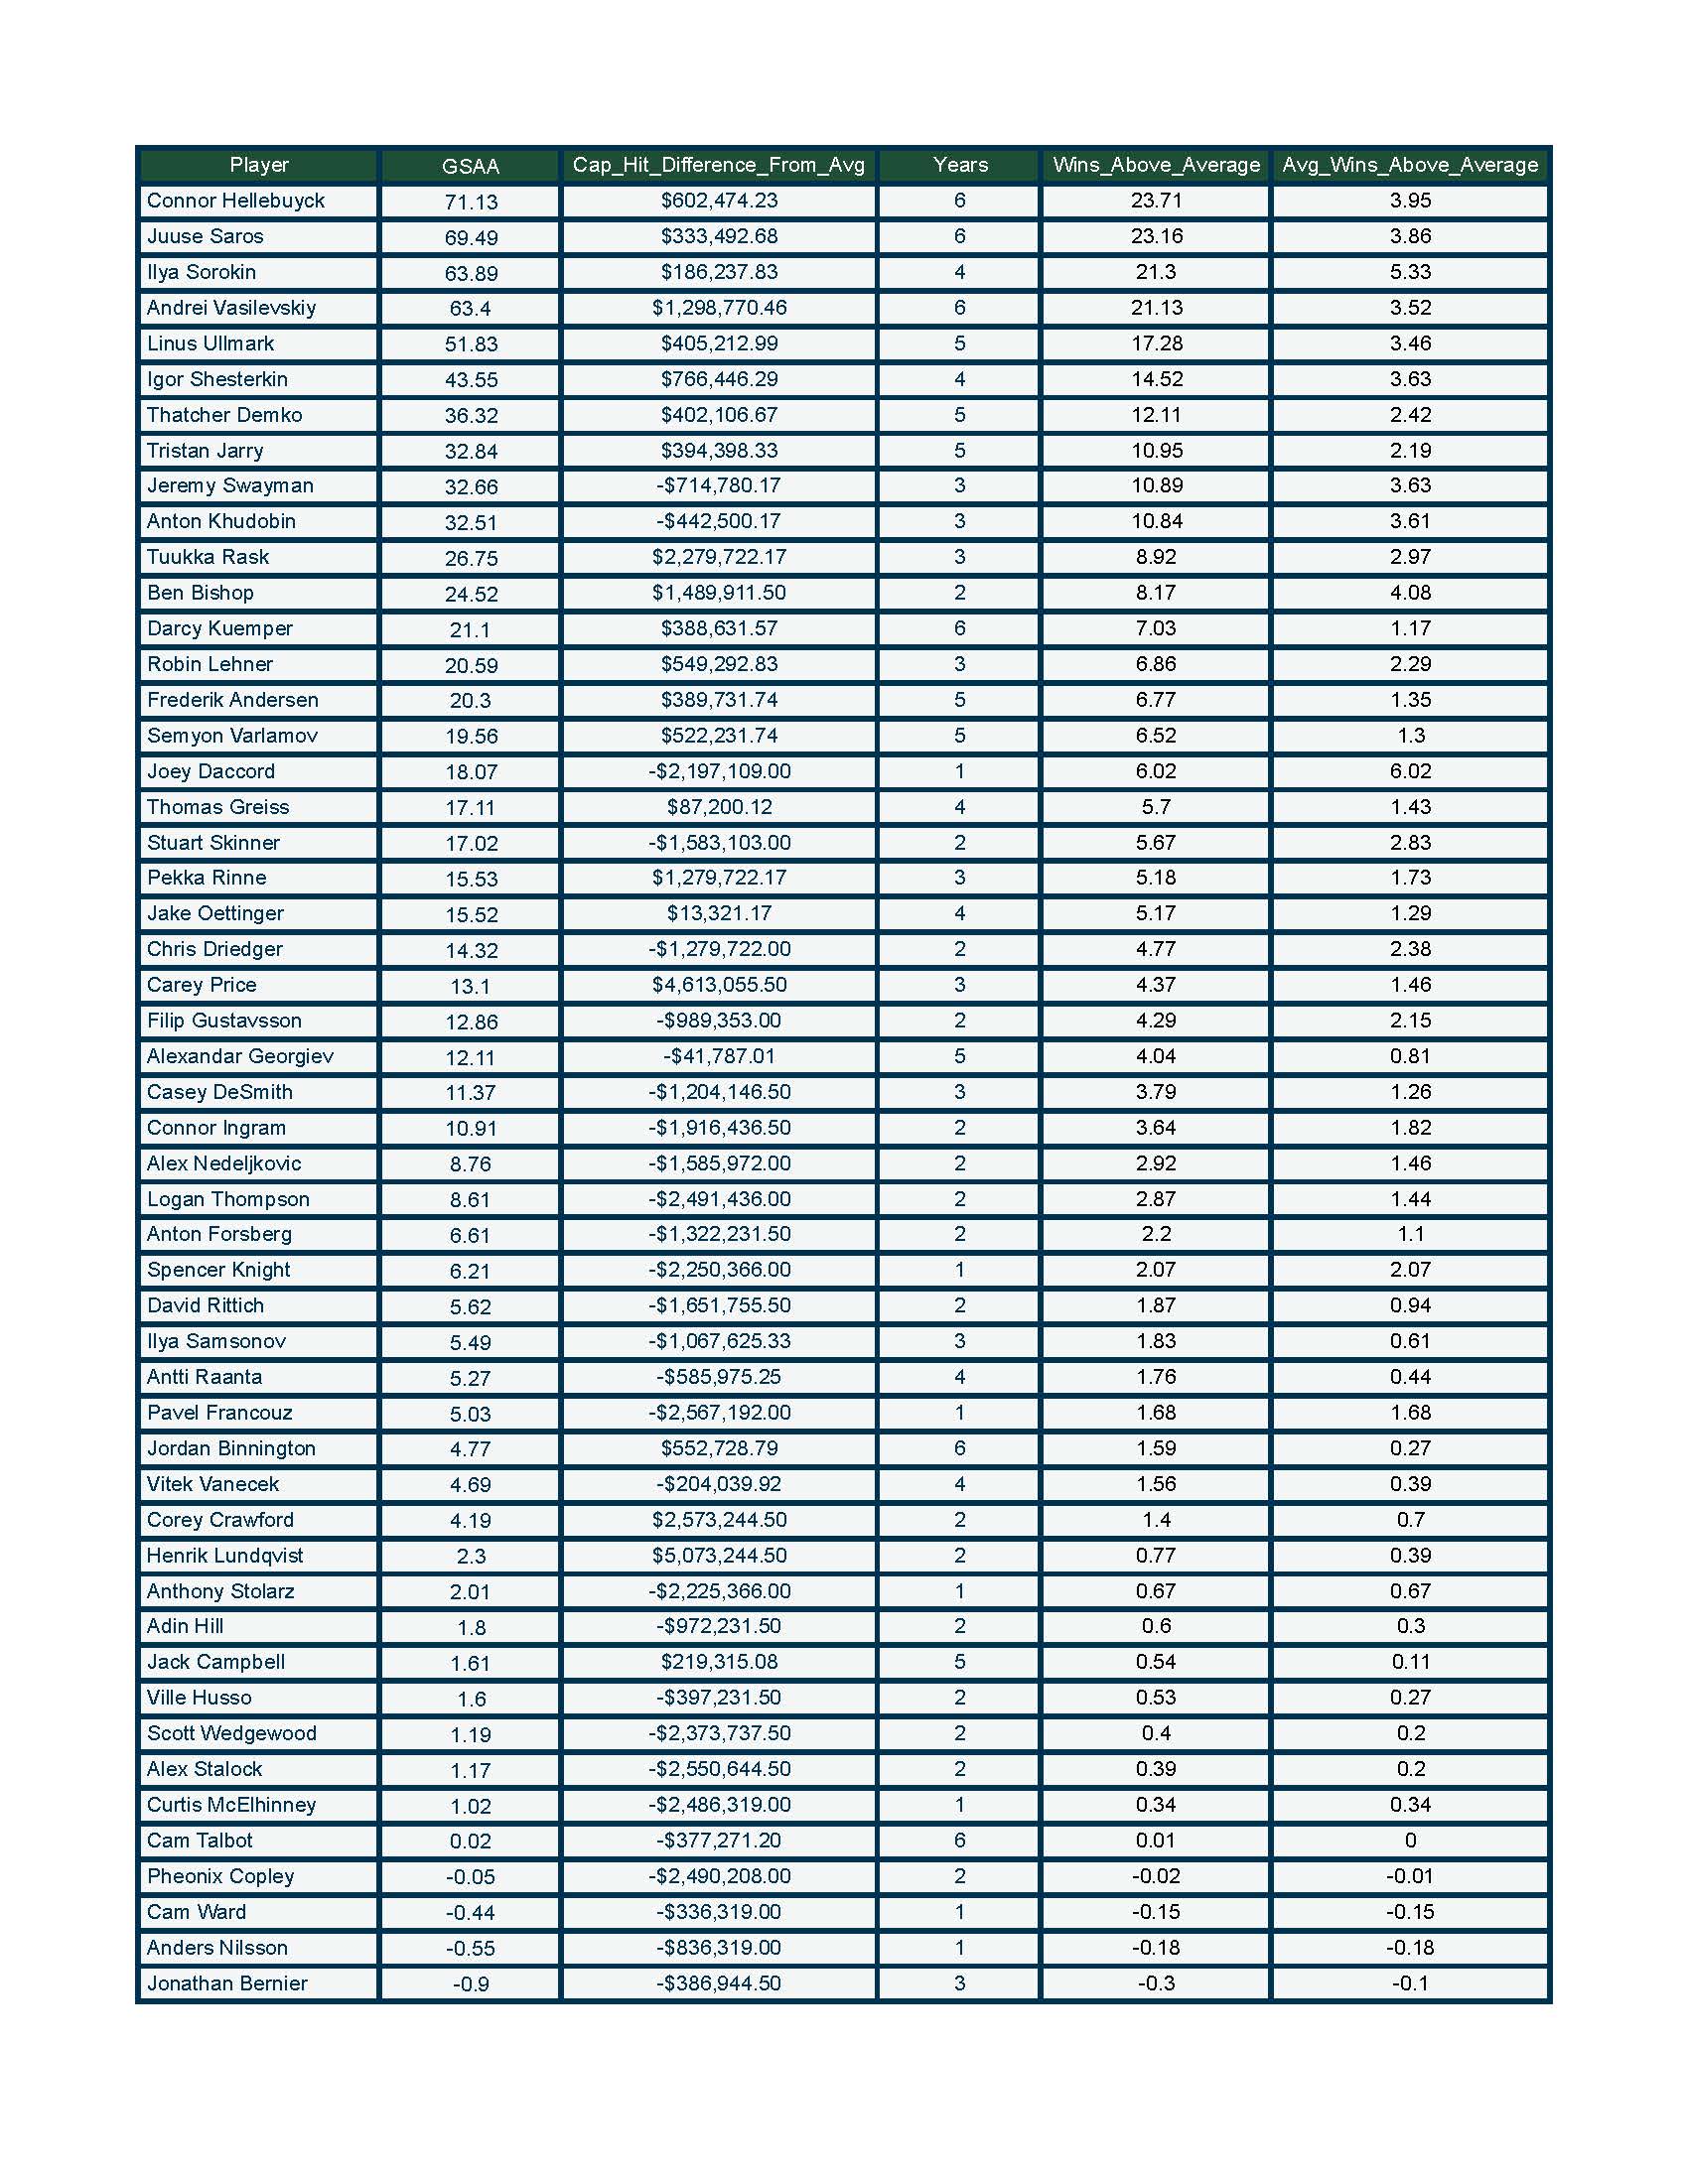 Player GSAA Cap_Hit_Difference_From_Avg Years Wins_Above_Average Avg_Wins_Above_Average
Connor Hellebuyck 71.13 $602,474.23 6 23.71 3.95
Juuse Saros 69.49 $333,492.68 6 23.16 3.86
Ilya Sorokin 63.89 $186,237.83 4 21.3 5.33
Andrei Vasilevskiy 63.4 $1,298,770.46 6 21.13 3.52
Linus Ullmark 51.83 $405,212.99 5 17.28 3.46
Igor Shesterkin 43.55 $766,446.29 4 14.52 3.63
Thatcher Demko 36.32 $402,106.67 5 12.11 2.42
Tristan Jarry 32.84 $394,398.33 5 10.95 2.19
Jeremy Swayman 32.66 -$714,780.17 3 10.89 3.63
Anton Khudobin 32.51 -$442,500.17 3 10.84 3.61
Tuukka Rask 26.75 $2,279,722.17 3 8.92 2.97
Ben Bishop 24.52 $1,489,911.50 2 8.17 4.08
Darcy Kuemper 21.1 $388,631.57 6 7.03 1.17
Robin Lehner 20.59 $549,292.83 3 6.86 2.29
Frederik Andersen 20.3 $389,731.74 5 6.77 1.35
Semyon Varlamov 19.56 $522,231.74 5 6.52 1.3
Joey Daccord 18.07 -$2,197,109.00 1 6.02 6.02
Thomas Greiss 17.11 $87,200.12 4 5.7 1.43
Stuart Skinner 17.02 -$1,583,103.00 2 5.67 2.83
Pekka Rinne 15.53 $1,279,722.17 3 5.18 1.73
Jake Oettinger 15.52 $13,321.17 4 5.17 1.29
Chris Driedger 14.32 -$1,279,722.00 2 4.77 2.38
Carey Price 13.1 $4,613,055.50 3 4.37 1.46
Filip Gustavsson 12.86 -$989,353.00 2 4.29 2.15
Alexandar Georgiev 12.11 -$41,787.01 5 4.04 0.81
Casey DeSmith 11.37 -$1,204,146.50 3 3.79 1.26
Connor Ingram 10.91 -$1,916,436.50 2 3.64 1.82
Alex Nedeljkovic 8.76 -$1,585,972.00 2 2.92 1.46
Logan Thompson 8.61 -$2,491,436.00 2 2.87 1.44
Anton Forsberg 6.61 -$1,322,231.50 2 2.2 1.1
Spencer Knight 6.21 -$2,250,366.00 1 2.07 2.07
David Rittich 5.62 -$1,651,755.50 2 1.87 0.94
Ilya Samsonov 5.49 -$1,067,625.33 3 1.83 0.61
Antti Raanta 5.27 -$585,975.25 4 1.76 0.44
Pavel Francouz 5.03 -$2,567,192.00 1 1.68 1.68
Jordan Binnington 4.77 $552,728.79 6 1.59 0.27
Vitek Vanecek 4.69 -$204,039.92 4 1.56 0.39
Corey Crawford 4.19 $2,573,244.50 2 1.4 0.7
Henrik Lundqvist 2.3 $5,073,244.50 2 0.77 0.39
Anthony Stolarz 2.01 -$2,225,366.00 1 0.67 0.67
Adin Hill 1.8 -$972,231.50 2 0.6 0.3
Jack Campbell 1.61 $219,315.08 5 0.54 0.11
Ville Husso 1.6 -$397,231.50 2 0.53 0.27
Scott Wedgewood 1.19 -$2,373,737.50 2 0.4 0.2
Alex Stalock 1.17 -$2,550,644.50 2 0.39 0.2
Curtis McElhinney 1.02 -$2,486,319.00 1 0.34 0.34
Cam Talbot 0.02 -$377,271.20 6 0.01 0
Pheonix Copley -0.05 -$2,490,208.00 2 -0.02 -0.01
Cam Ward -0.44 -$336,319.00 1 -0.15 -0.15
Anders Nilsson -0.55 -$836,319.00 1 -0.18 -0.18
Jonathan Bernier -0.9 -$386,944.50 3 -0.3 -0.1